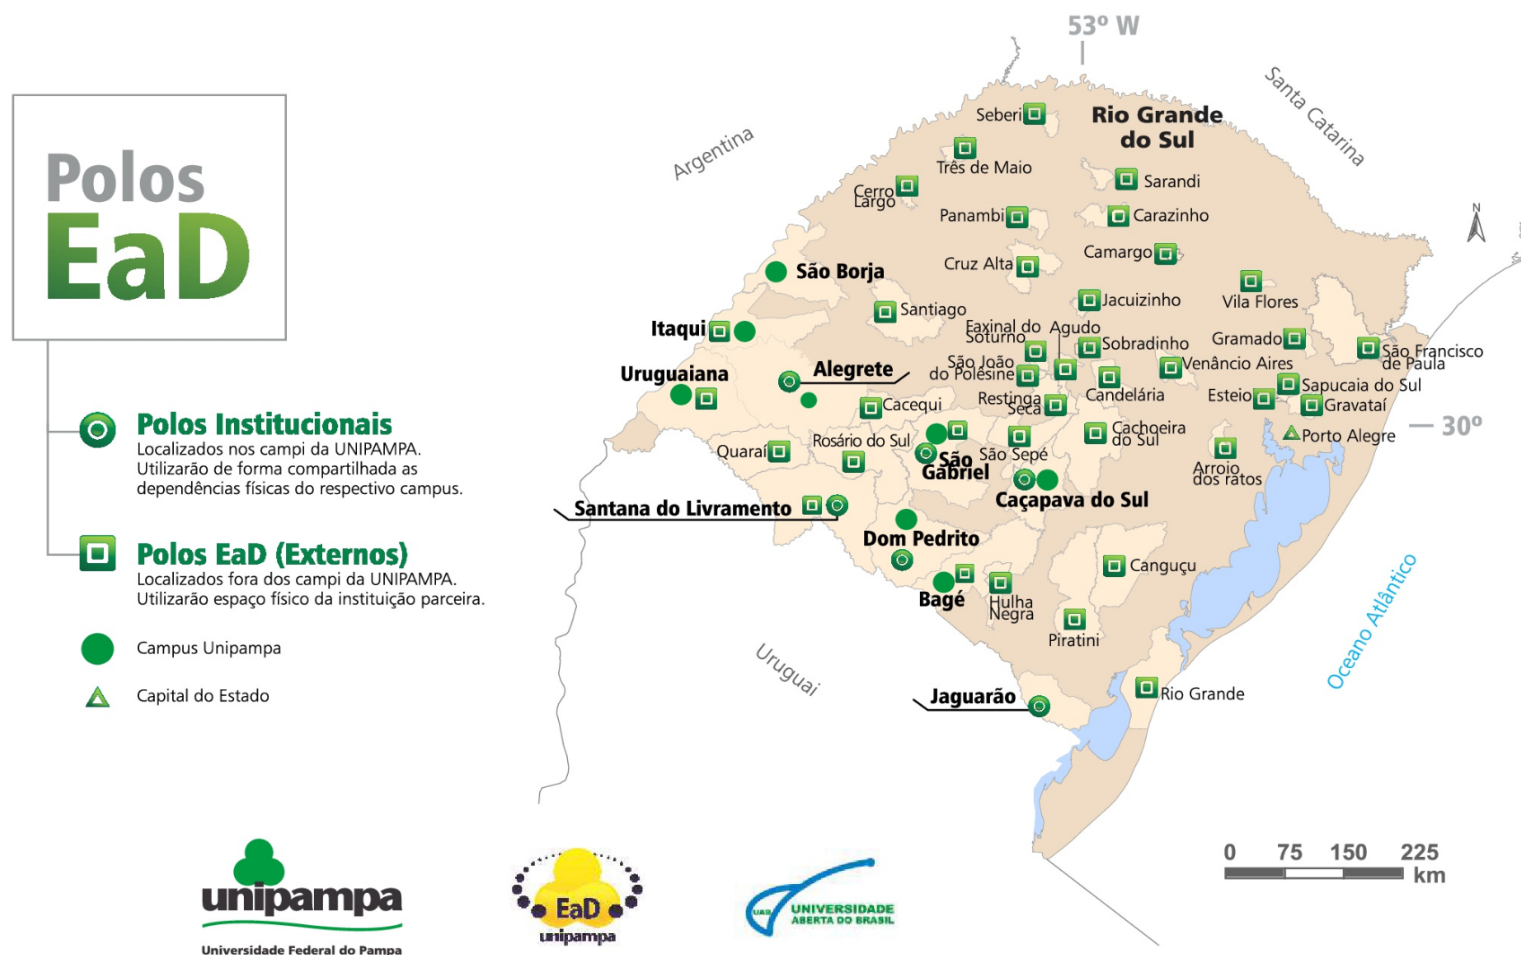 53º W
Polos
EaD
Polos Institucionais
Localizados nos campi da UNIPAMPA.
Utilizarão de forma compartilhada as
dependências físicas do respectivo campus.
Polos EaD (Externos)
Localizados fora dos campi da UNIPAMPA.
Utilizarão espaço físico da instituição parceira.
Campus Unipampa
Capital do Estado
Argentina
Santa Catarina
Rio Grande
do Sul
Seberi
Três de Maio
Cerro
Largo
Sarandi
Panambi
Carazinho
N
Cruz Alta
Camargo
São Borja
Vila Flores
Santiago
Jacuizinho
Itaqui
Faxinal do
Soturno
Agudo
Sobradinho
Gramado
São Francisco
de Paula
Uruguaiana
Alegrete
São João
do Polêsine
Venâncio Aires
Candelária
Sapucaia do Sul
Esteio
Gravataí
Cacequi
Restinga
Seca
30º
Quaraí
Rosário do Sul
São
Gabriel
São Sepé
Cachoeira
do Sul
Porto Alegre
Arroio
dos ratos
Caçapava do Sul
Santana do Livramento
Dom Pedrito
Bagé
Hulha
Negra
Canguçu
Piratini
Uruguai
Oceano Atlântico
Jaguarão
Rio Grande
0 75 150 225
km
unipampa
Universidade Federal do Pampa
EaD
unipampa
UAB
UNIVERSIDADE
ABERTA DO BRASIL